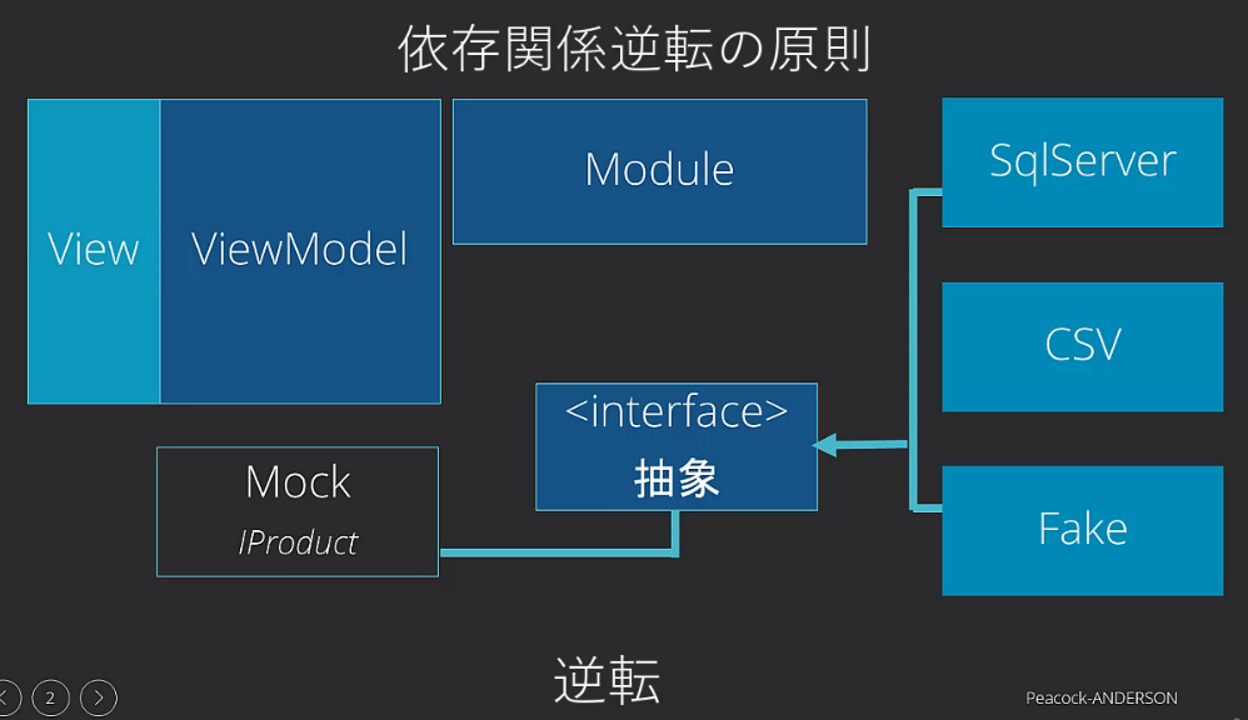 依存関係逆転の原則
View
ViewModel
Module
SqlServer
CSV
<interface>
抽象
Mock
IProduct
Fake
逆転
2
Peacock-ANDERSON